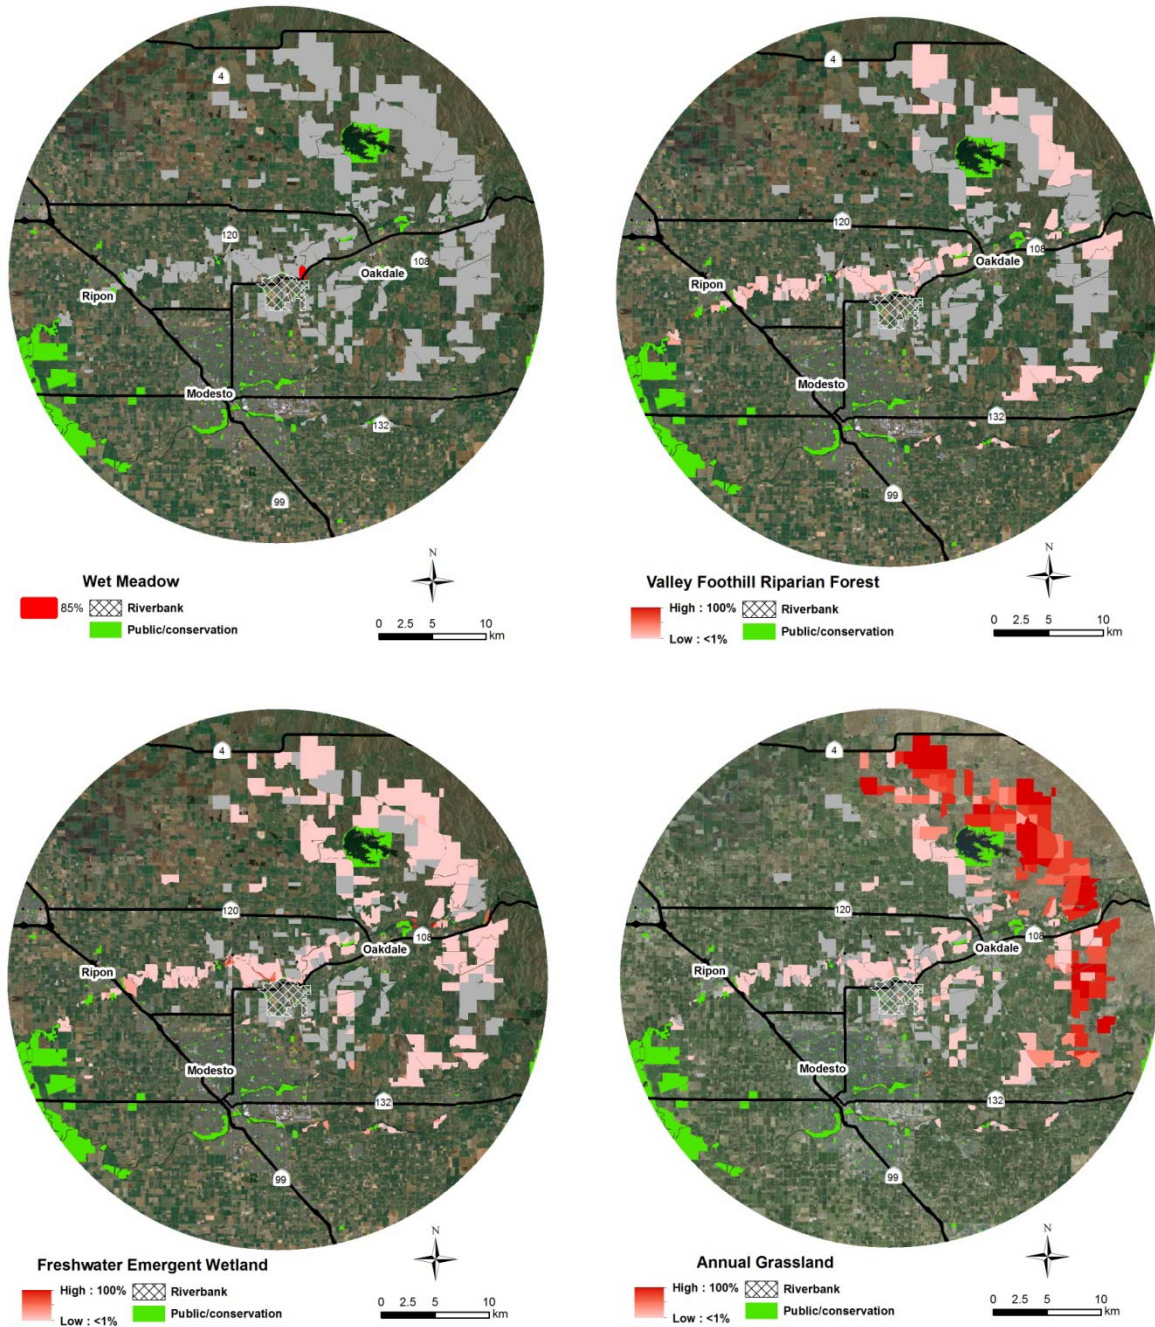 4
120
108
Oakdale
Ripon
Modesto
132
99
N
Wet Meadow
85% Riverbank
Public/conservation
0 2.5 5 10
km
4
120
108
Oakdale
Ripon
Modesto
132
99
N
Valley Foothill Riparian Forest
High : 100% Riverbank
Low : <1% Public/conservation
0 2.5 5 10
km
4
120
108
Oakdale
Ripon
Modesto
132
99
N
Freshwater Emergent Wetland
High : 100% Riverbank
Low : <1% Public/conservation
0 2.5 5 10
km
4
120
108
Oakdale
Ripon
Modesto
132
99
N
Annual Grassland
High : 100% Riverbank
Low : <1% Public/conservation
0 2.5 5 10
km